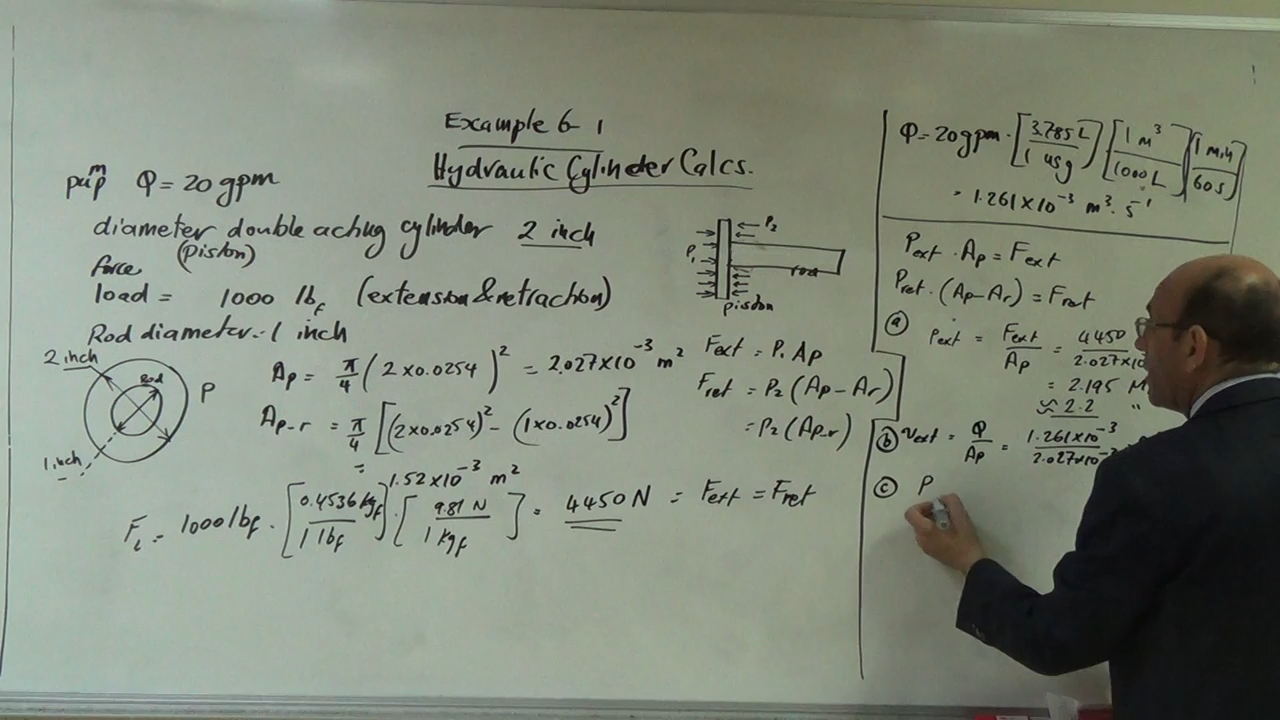 Example 6-1
Hydraulic Cylinder Calcs.
pump Q = 20 gpm
diameter double acting cylinder 2 inch
(piston)
force
load = 1000 lbf (extension & retraction)
Rod diameter :- 1 inch
2 inch
Rod
P
1 inch
Ap = π/4 (2 x 0.0254)² = 2.027 x 10⁻³ m²
Ap-r = π/4 [(2 x 0.0254)² - (1 x 0.0254)²]
= 1.52 x 10⁻³ m²
FL = 1000 lbf · [0.4536 kgf / 1 lbf] · [9.81 N / 1 kgf] = 4450 N = Fext = Fret
P₂
P₁
rod
piston
Fext = P₁ Ap
Fret = P₂ (Ap - Ar)
= P₂ (Ap-r)
Q = 20 gpm · [3.785 L / 1 usg] [1 m³ / 1000 L] [1 min / 60 s]
= 1.261 x 10⁻³ m³. s⁻¹
Pext · Ap = Fext
Pret · (Ap - Ar) = Fret
(a) Pext = Fext / Ap = 4450 / 2.027 x 10
= 2.195 M
≈ 2.2 "
(b) vext = Q / Ap = 1.261 x 10⁻³ / 2.027 x 10⁻³
(c) P